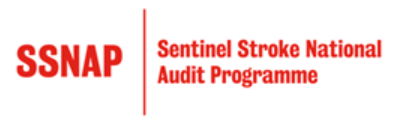 SSNAP
Sentinel Stroke National
Audit Programme